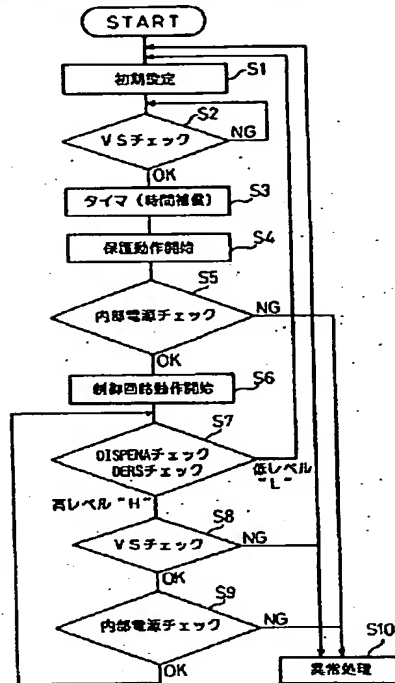 START
初期設定
S1
S2
VSチェック
NG
OK
タイマ(時間補償)
S3
保護動作開始
S4
S5
内部電源チェック
NG
OK
制御回路動作開始
S6
S7
DISPENAチェック
DERSチェック
低レベル
"L"
高レベル "H"
S8
VSチェック
NG
OK
S9
内部電源チェック
NG
OK
S10
異常処理